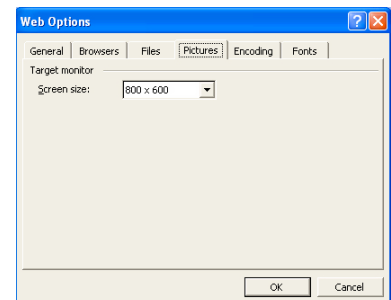 Web Options
General Browsers Files Pictures Encoding Fonts
Target monitor
Screen size: 800 x 600
OK Cancel